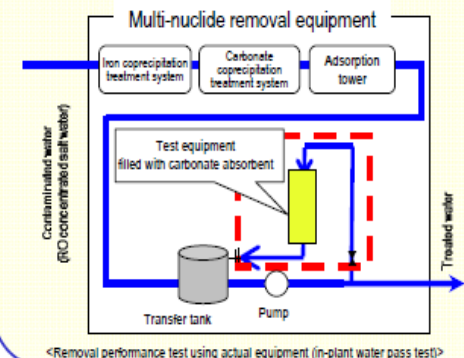 Multi-nuclide removal equipment
Iron coprecipitation
treatment system
Carbonate
coprecipitation
treatment system
Adsorption
tower
Contaminated water
(RO concentrated salt water)
Test equipment
filled with carbonate absorbent
Treated water
Transfer tank
Pump
<Removal performance test using actual equipment (in-plant water pass test)>